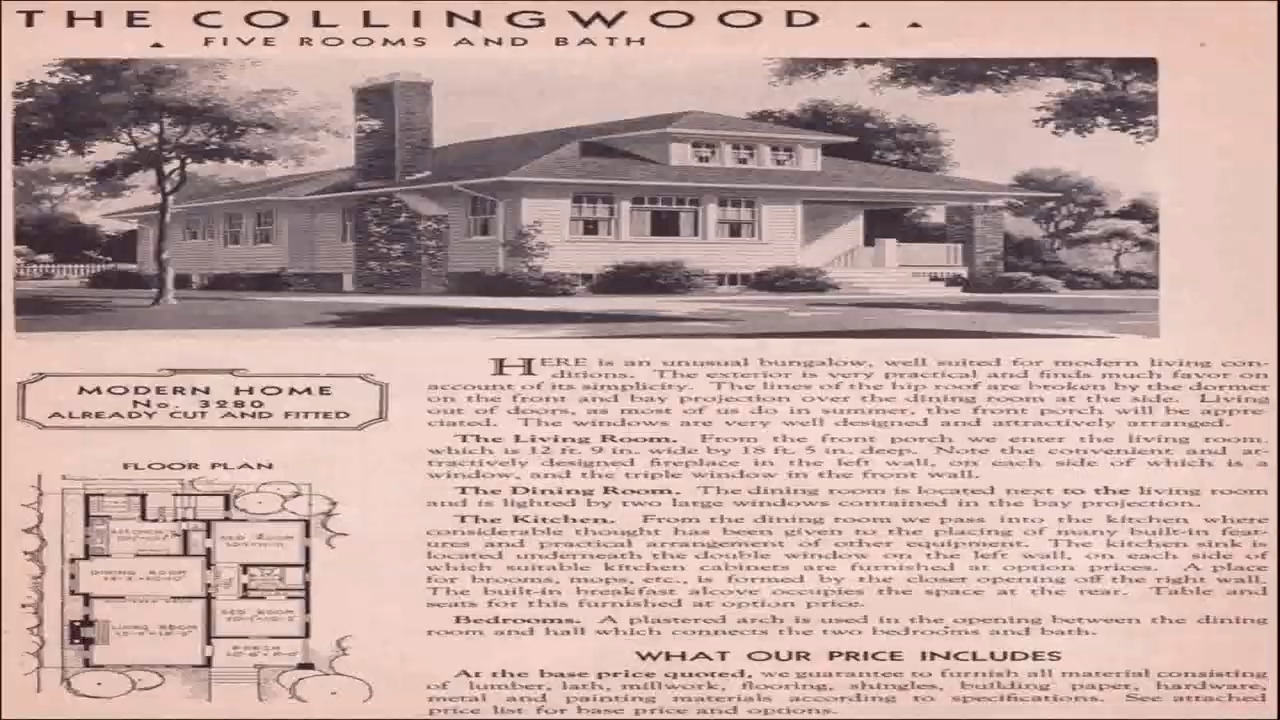 THE COLLINGWOOD . .
FIVE ROOMS AND BATH
MODERN HOME
No. 3280
ALREADY CUT AND FITTED
FLOOR PLAN
KITCHEN
BED ROOM
DINING ROOM
BED ROOM
LIVING ROOM
PORCH
HERE is an unusual bungalow, well suited for modern living con-
ditions. The exterior is very practical and finds much favor on
account of its simplicity. The lines of the hip roof are broken by the dormer
on the front and bay projection over the dining room at the side. Living
out of doors, as most of us do in summer, the front porch will be appre-
ciated. The windows are very well designed and attractively arranged.
The Living Room. From the front porch we enter the living room,
which is 12 ft. 9 in. wide by 18 ft. 5 in. deep. Note the convenient and at-
tractively designed fireplace in the left wall, on each side of which is a
window, and the triple window in the front wall.
The Dining Room. The dining room is located next to the living room
and is lighted by two large windows contained in the bay projection.
The Kitchen. From the dining room we pass into the kitchen where
considerable thought has been given to the placing of many built-in feat-
ures and practical arrangement of other equipment. The kitchen sink is
located underneath the double window on the left wall, on each side of
which suitable kitchen cabinets are furnished at option prices. A place
for brooms, mops, etc., is formed by the closet opening off the right wall.
The built-in breakfast alcove occupies the space at the rear. Table and
seats for this furnished at option price.
Bedrooms. A plastered arch is used in the opening between the dining
room and hall which connects the two bedrooms and bath.
WHAT OUR PRICE INCLUDES
At the base price quoted, we guarantee to furnish all material consisting
of lumber, lath, millwork, flooring, shingles, building paper, hardware,
metal and painting materials according to specifications. See attached
price list for base price and options.